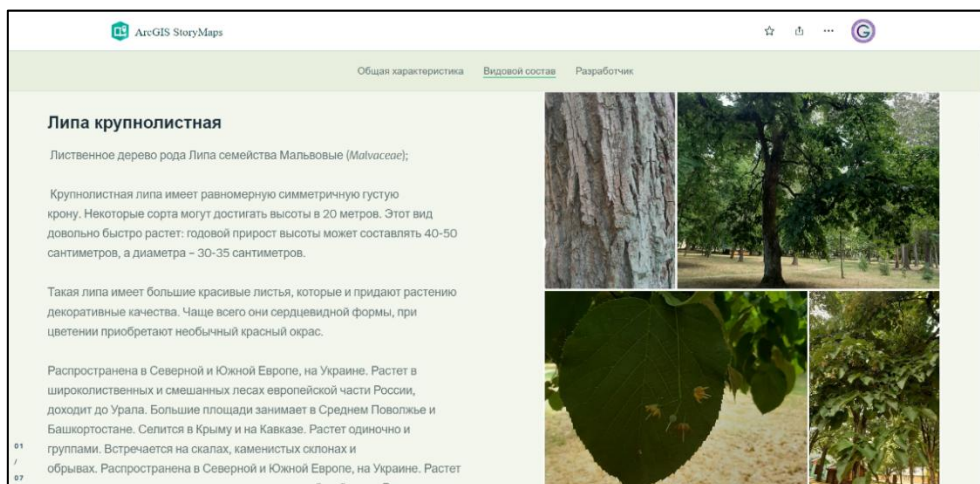 ArcGIS StoryMaps
G
Общая характеристика Видовой состав Разработчик
Липа крупнолистная
Лиственное дерево рода Липа семейства Мальвовые (Malvaceae);
Крупнолистная липа имеет равномерную симметричную густую
крону. Некоторые сорта могут достигать высоты в 20 метров. Этот вид
довольно быстро растет: годовой прирост высоты может составлять 40-50
сантиметров, а диаметра – 30-35 сантиметров.
Такая липа имеет большие красивые листья, которые и придают растению
декоративные качества. Чаще всего они сердцевидной формы, при
цветении приобретают необычный красный окрас.
Распространена в Северной и Южной Европе, на Украине. Растет в
широколиственных и смешанных лесах европейской части России,
доходит до Урала. Большие площади занимает в Среднем Поволжье и
Башкортостане. Селится в Крыму и на Кавказе. Растет одиночно и
группами. Встречается на скалах, каменистых склонах и
обрывах. Распространена в Северной и Южной Европе, на Украине. Растет
01
/
07